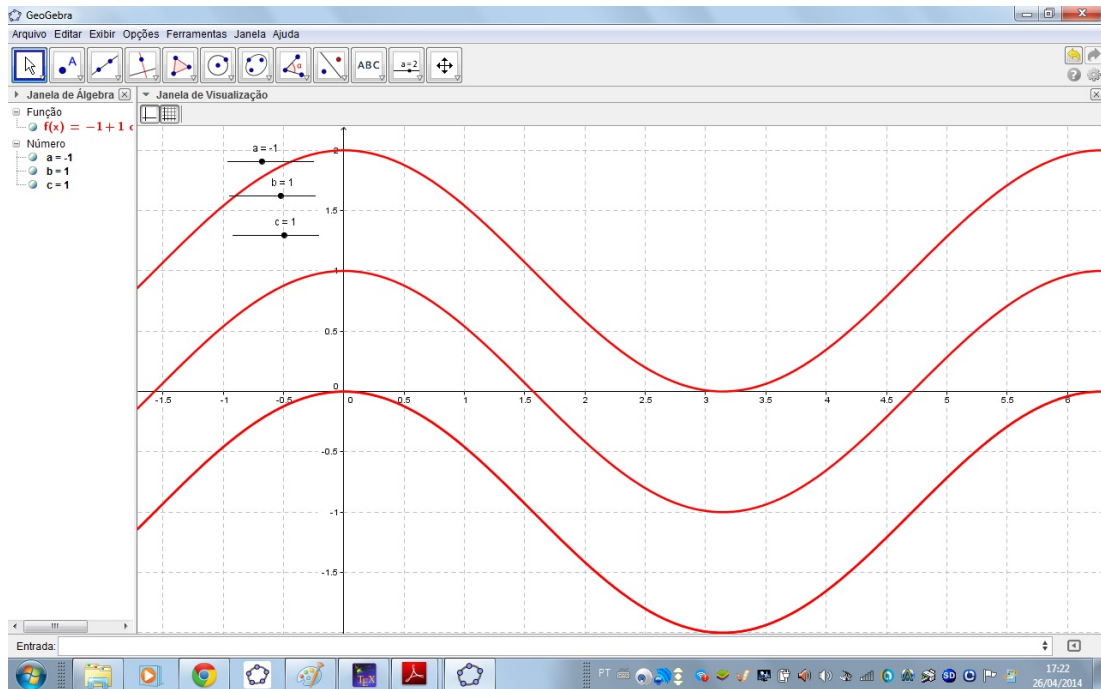 GeoGebra
Arquivo Editar Exibir Opções Ferramentas Janela Ajuda
A ABC a=2
Janela de Álgebra
Janela de Visualização
Função
f(x) = −1+1 c
Número
a = -1
b = 1
c = 1
a = -1
b = 1
c = 1
2
1.5
1
0.5
0
-1.5 -1 -0.5 0 0.5 1 1.5 2 2.5 3 3.5 4 4.5 5 5.5 6
-0.5
-1
-1.5
Entrada:
TEX PT SD 17:22
26/04/2014